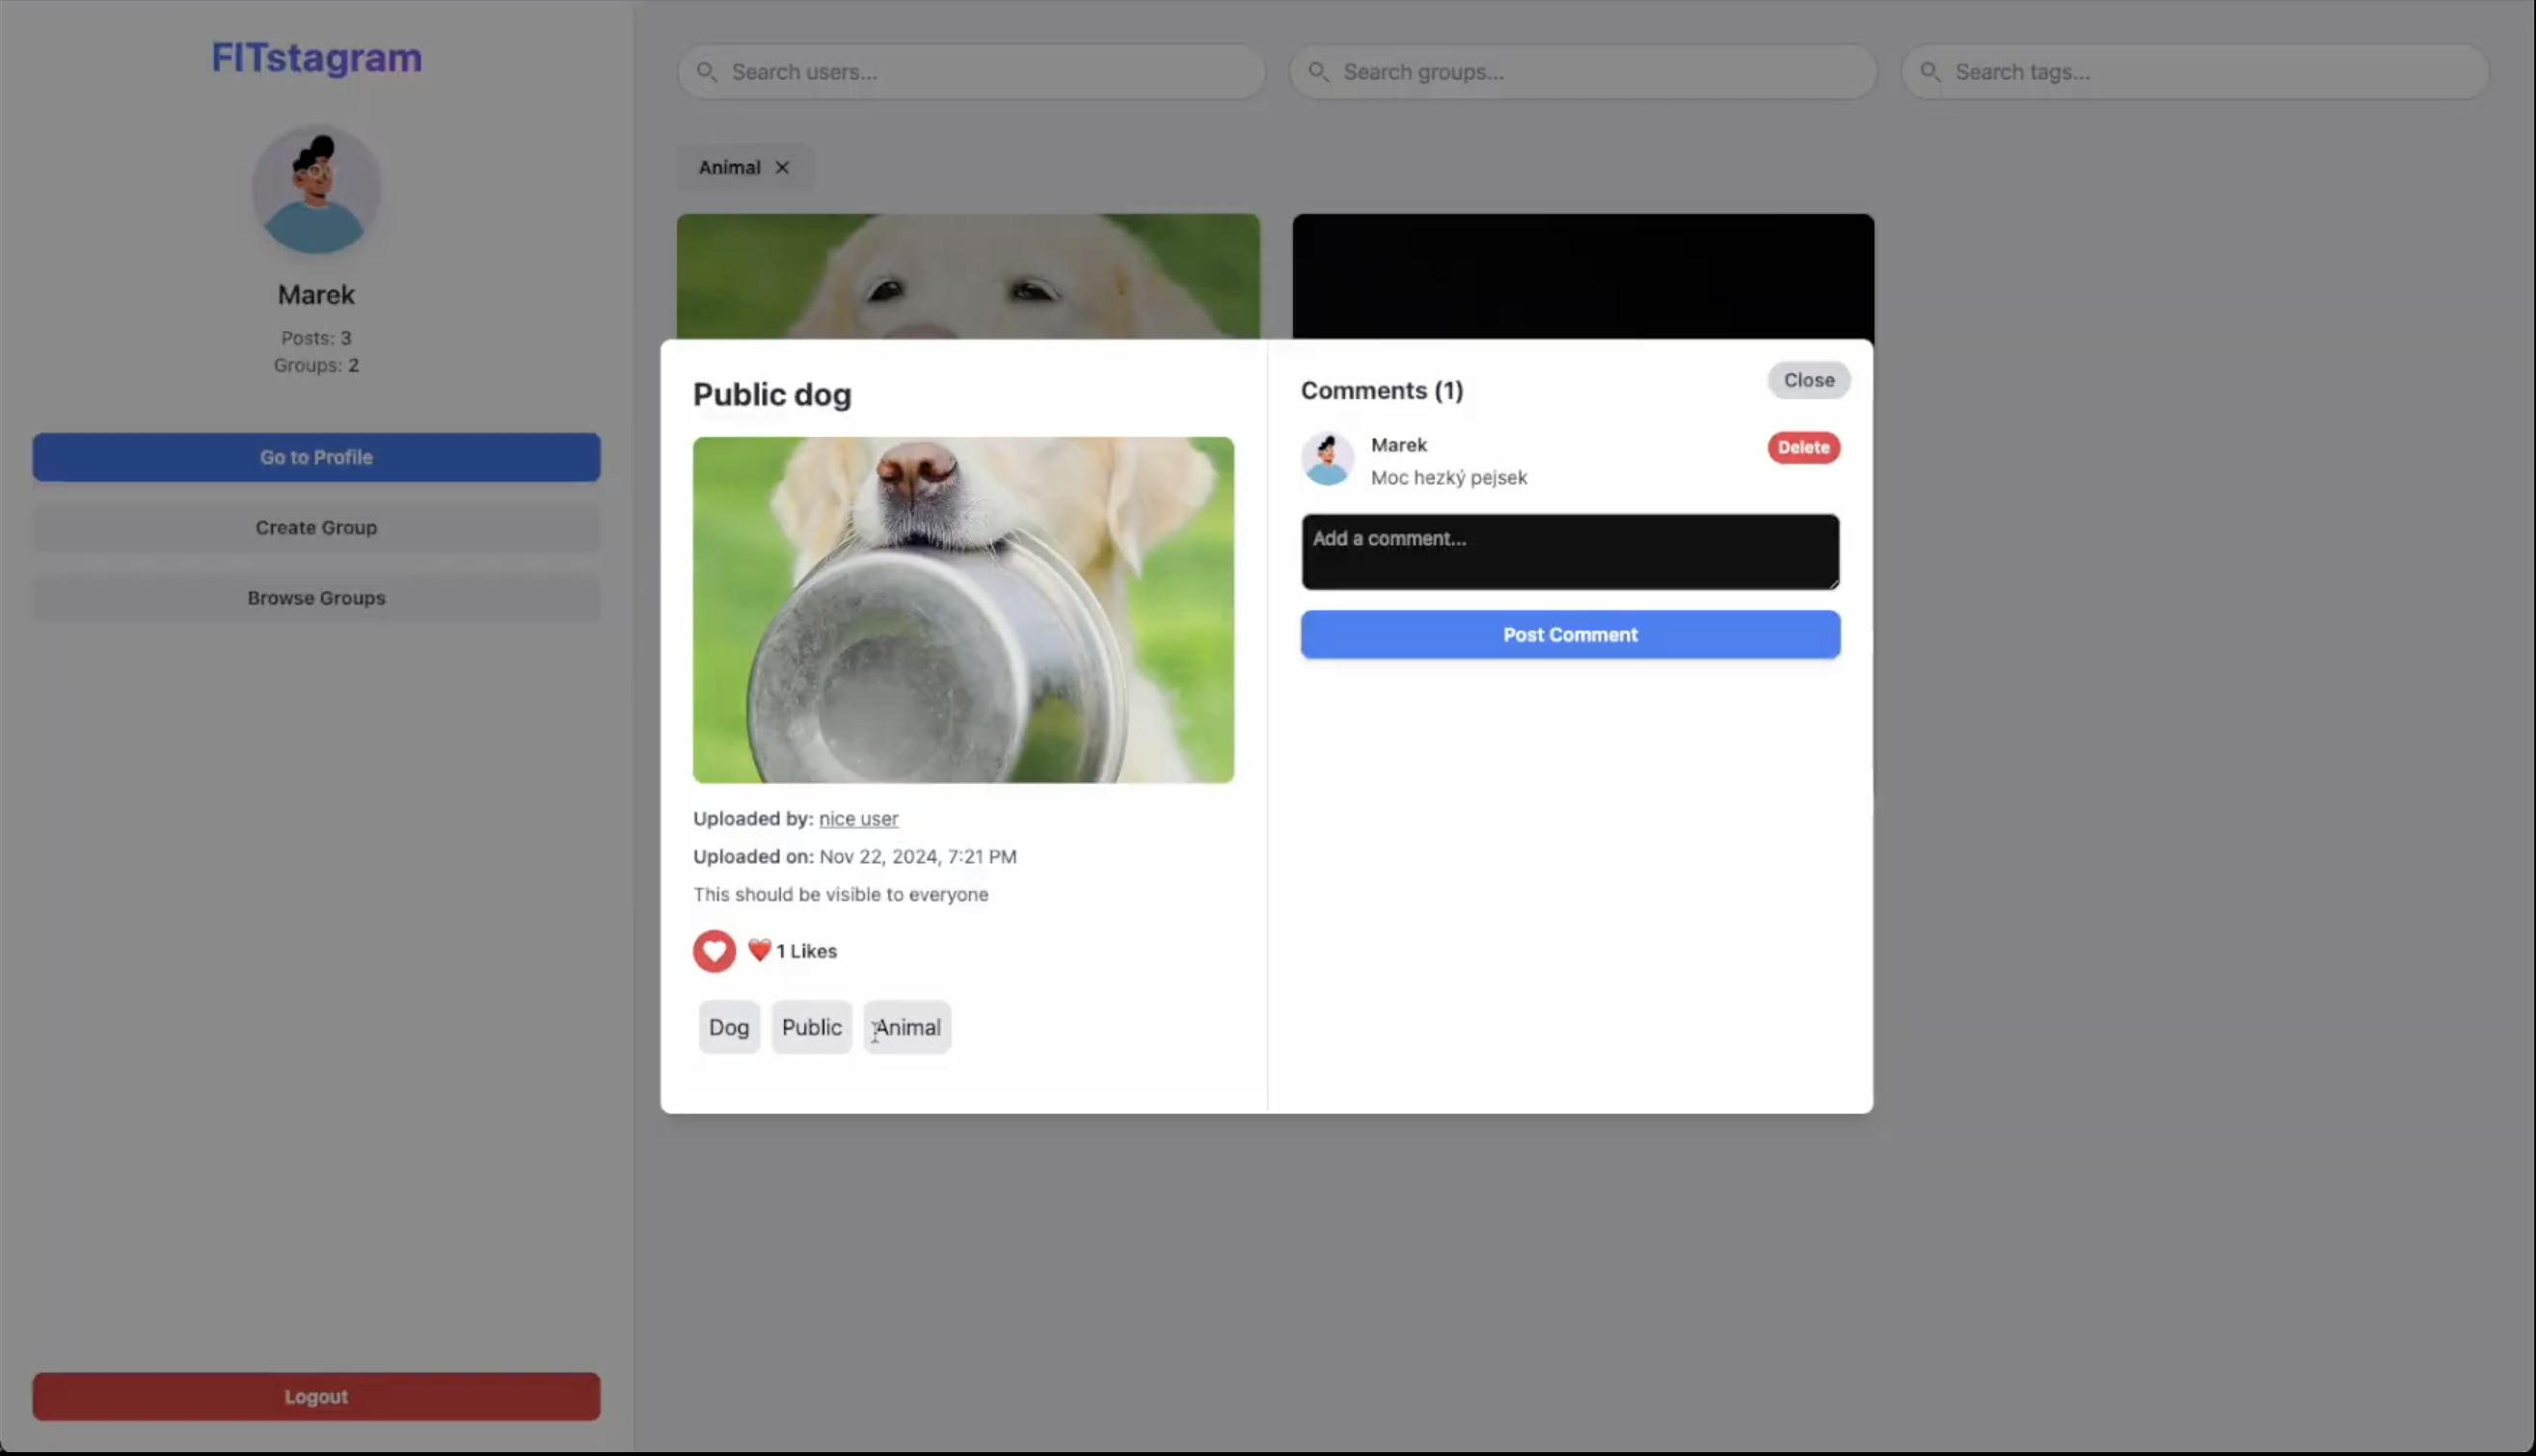 FITstagram
Marek
Posts: 3
Groups: 2
Go to Profile
Create Group
Browse Groups
Logout
Search users...
Search groups...
Search tags...
Animal ✕
Public dog
Uploaded by: nice user
Uploaded on: Nov 22, 2024, 7:21 PM
This should be visible to everyone
❤️ 1 Likes
Dog Public Animal
Comments (1)
Close
Marek
Delete
Moc hezký pejsek
Add a comment...
Post Comment